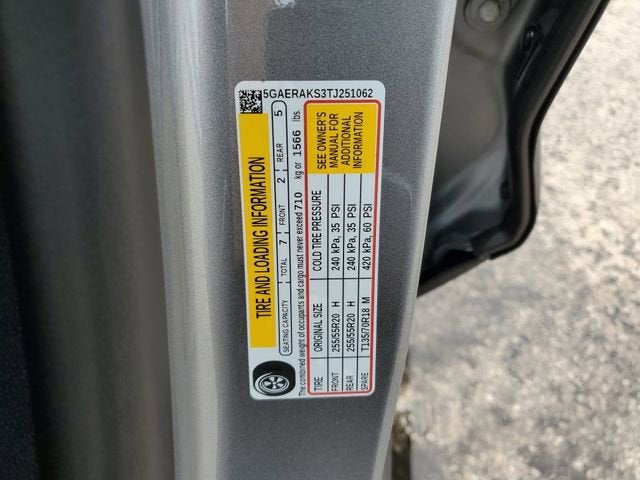 5GAERAKS3TJ251062
TIRE AND LOADING INFORMATION
SEATING CAPACITY TOTAL 7 FRONT 2 REAR 5
The combined weight of occupants and cargo must never exceed 710 kg or 1566 lbs
TIRE ORIGINAL SIZE COLD TIRE PRESSURE
FRONT 255/55R20 H 240 kPa, 35 PSI
REAR 255/55R20 H 240 kPa, 35 PSI
SPARE T135/70R18 M 420 kPa, 60 PSI
SEE OWNER'S
MANUAL FOR
ADDITIONAL
INFORMATION